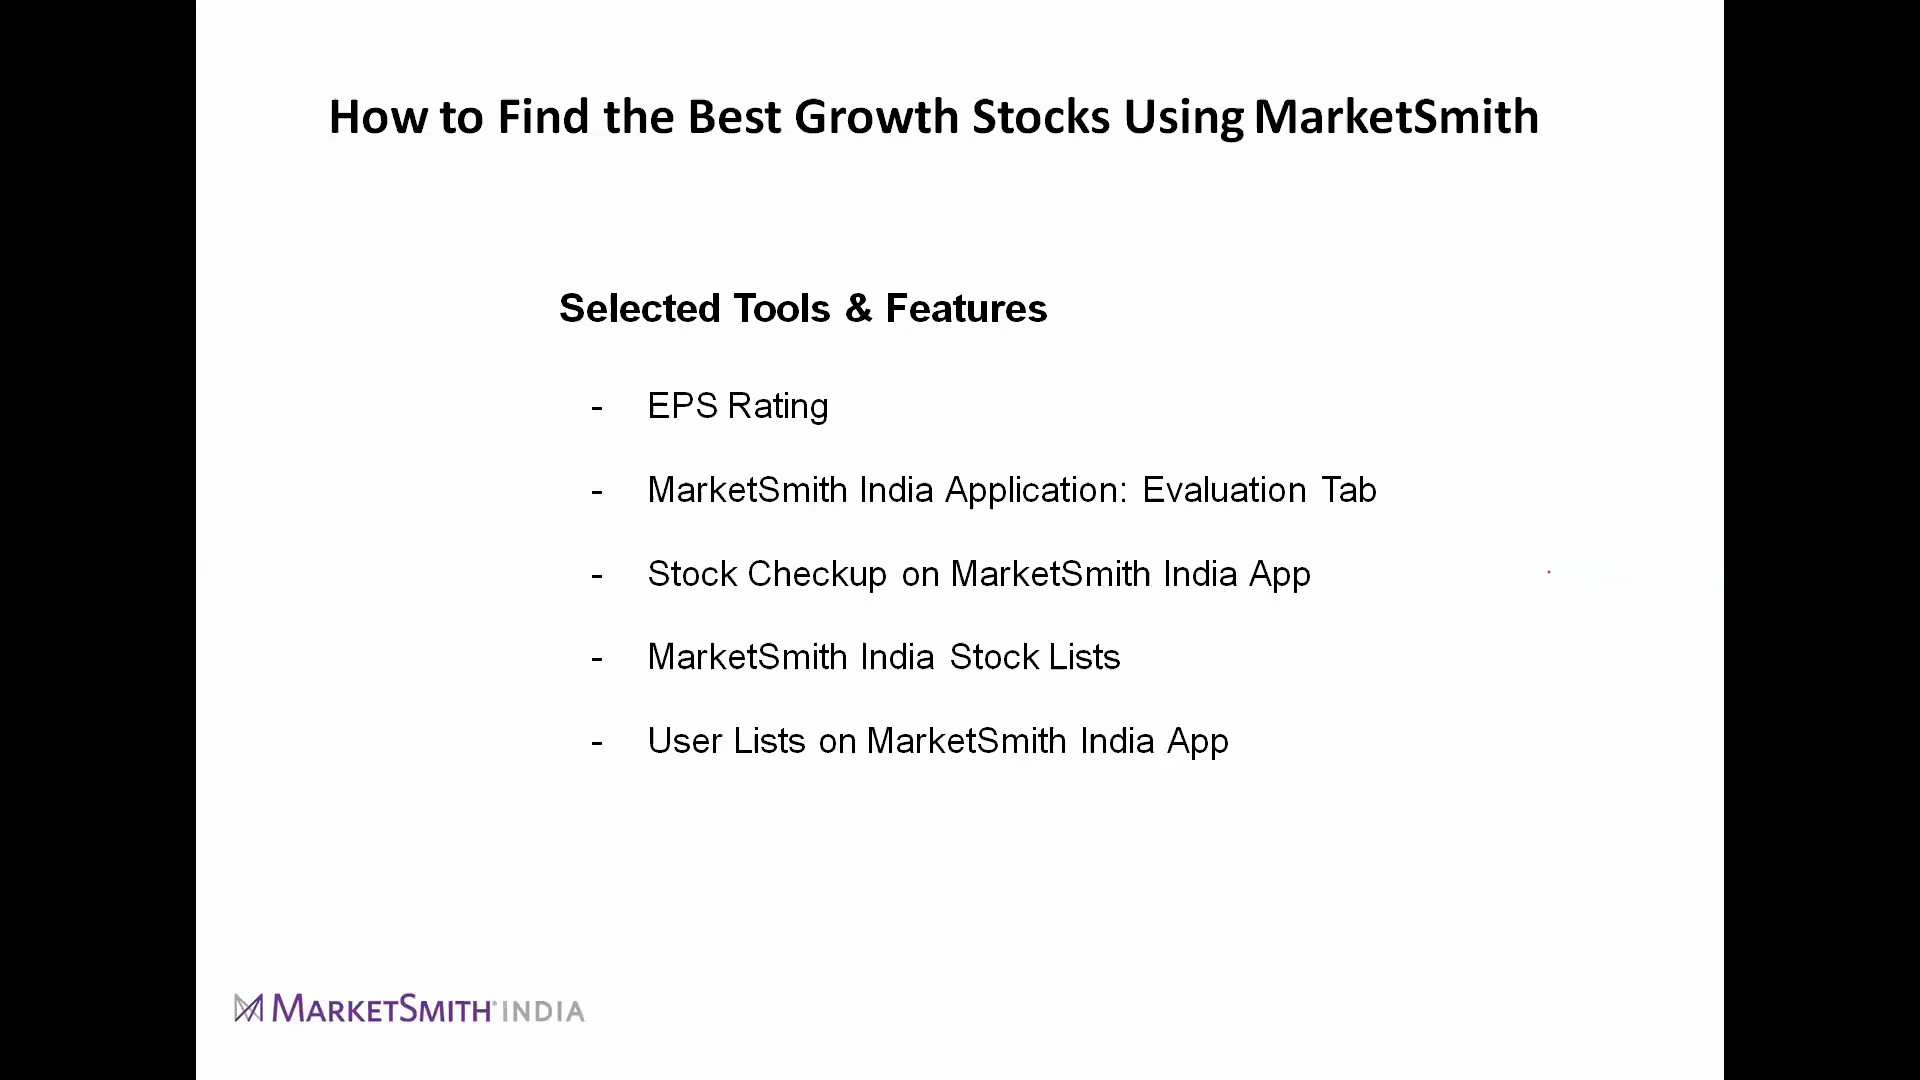 How to Find the Best Growth Stocks Using MarketSmith
Selected Tools & Features
- EPS Rating
- MarketSmith India Application: Evaluation Tab
- Stock Checkup on MarketSmith India App
- MarketSmith India Stock Lists
- User Lists on MarketSmith India App
MARKETSMITH® INDIA